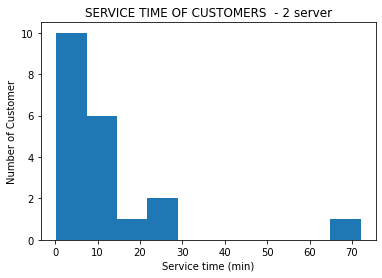 SERVICE TIME OF CUSTOMERS  - 2 server
Number of Customer
10
8
6
4
2
0
0 10 20 30 40 50 60 70
Service time (min)